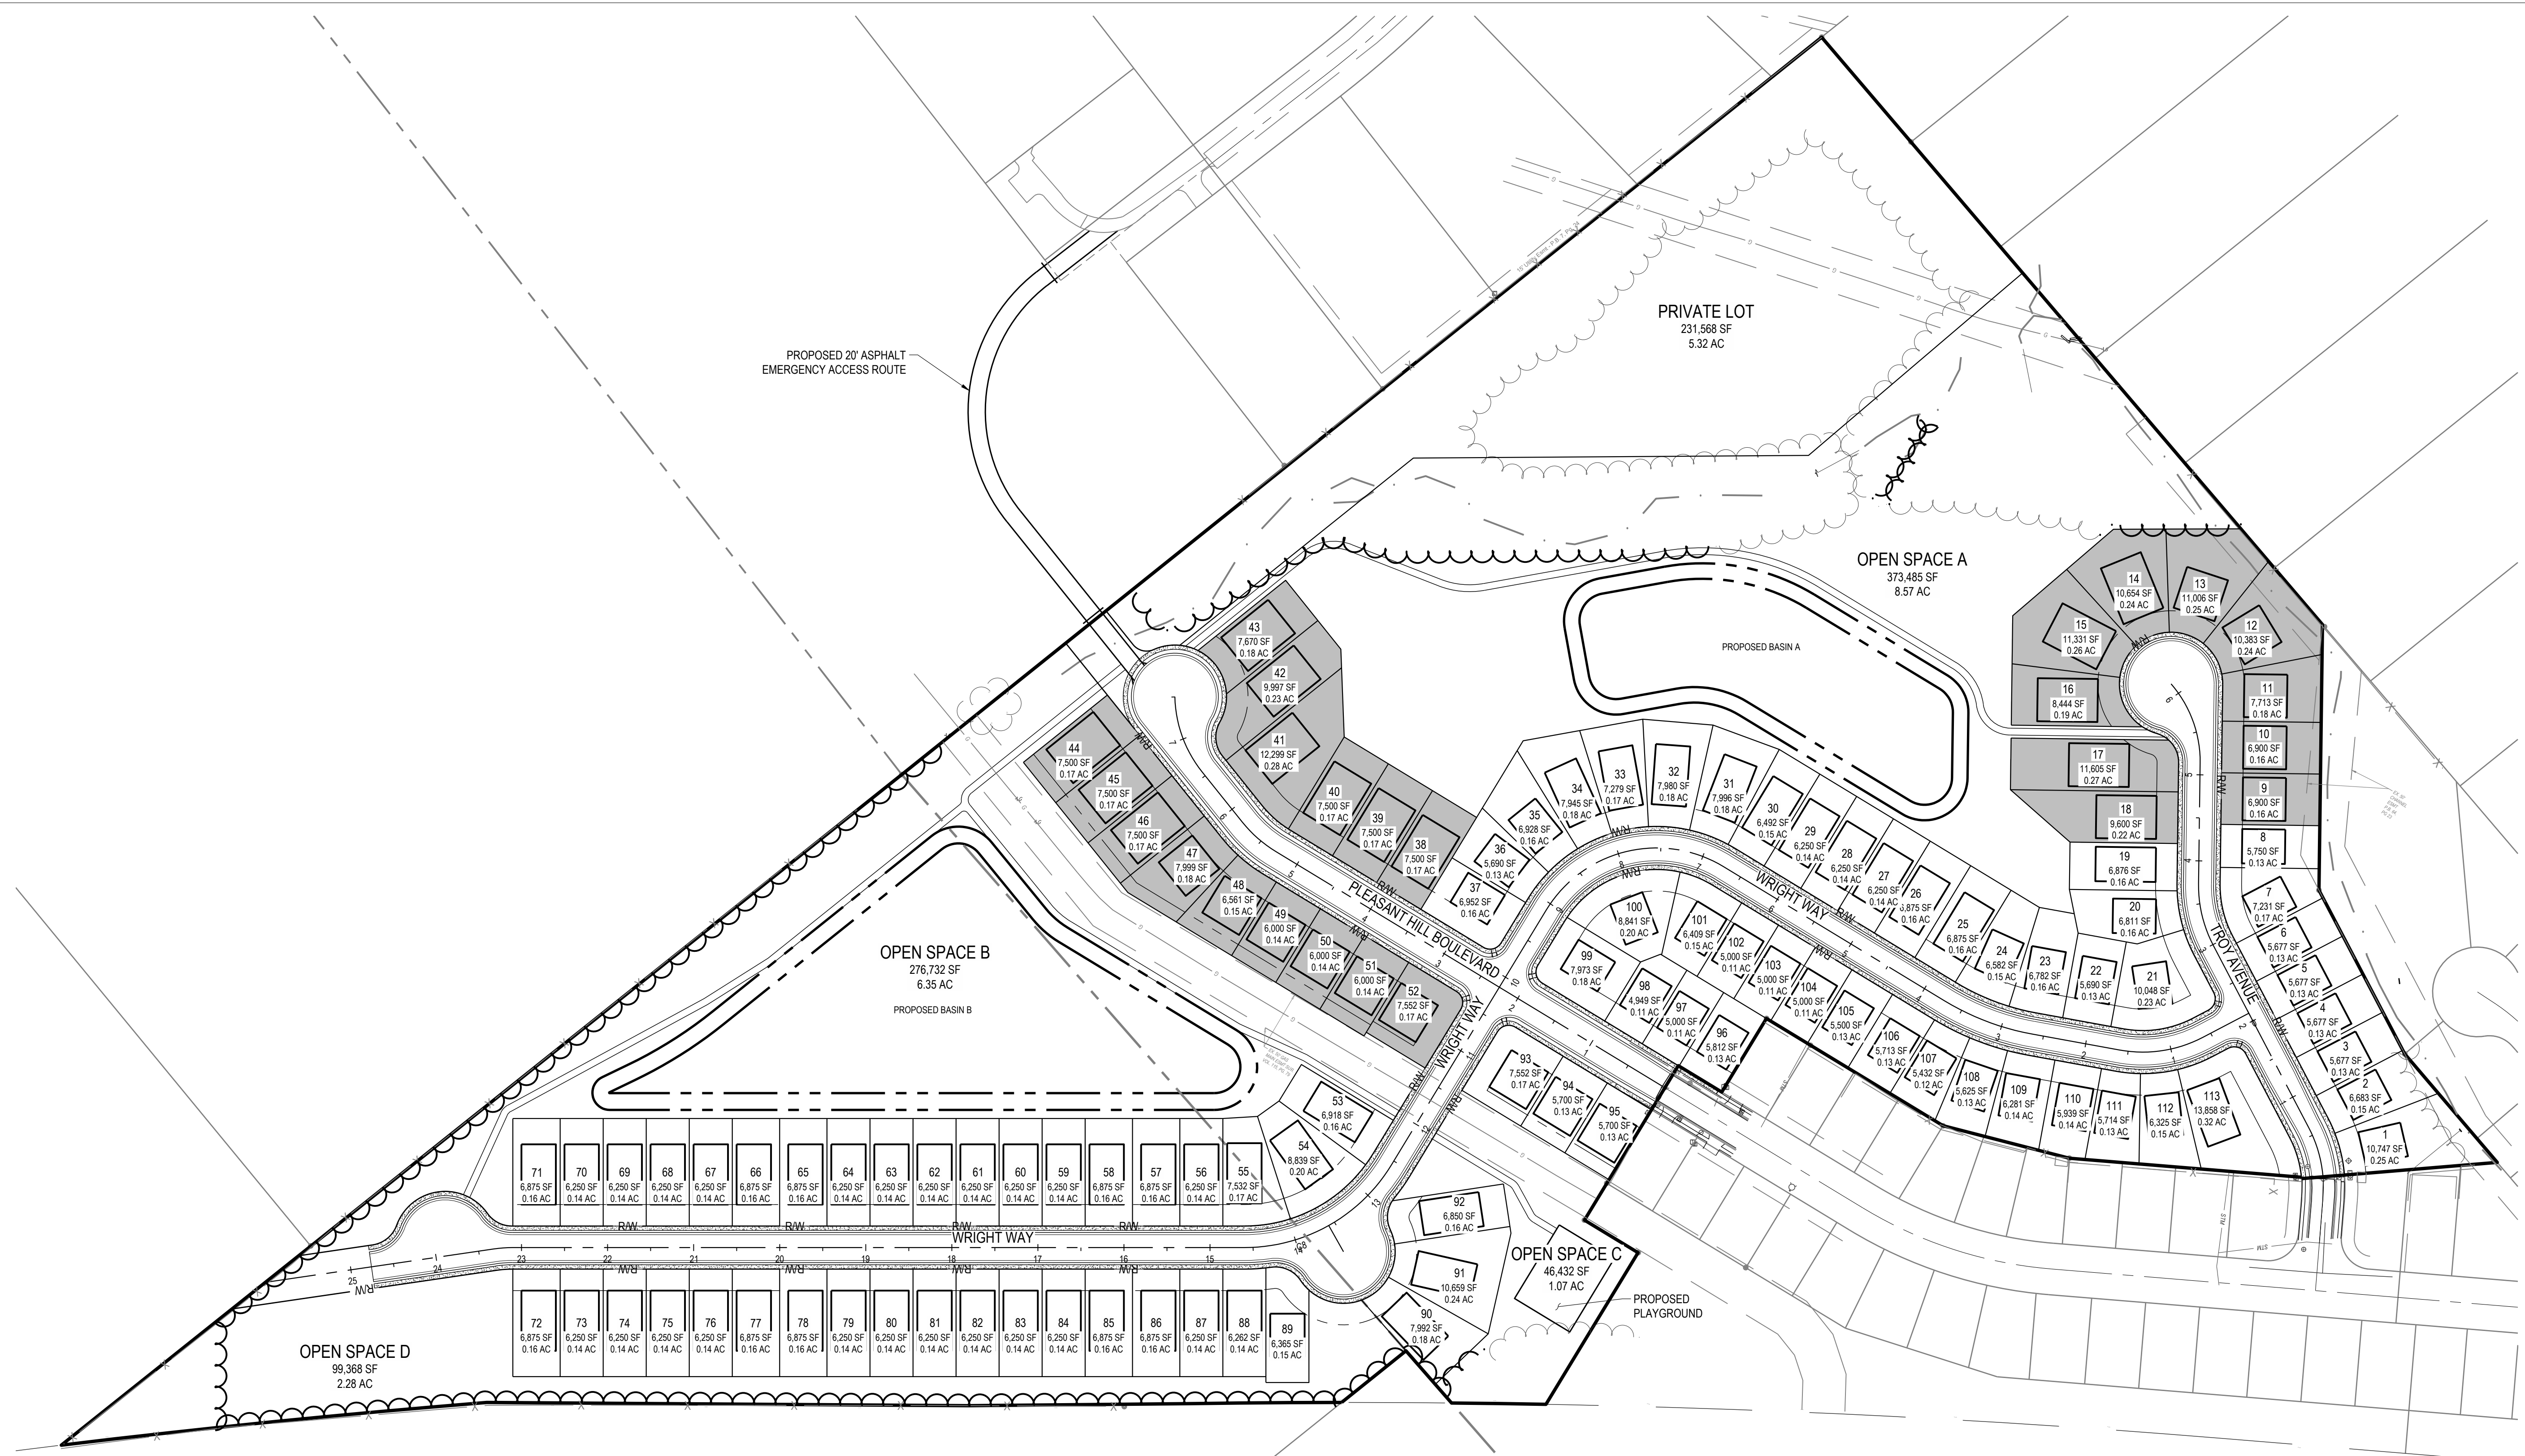 PROPOSED 20' ASPHALT
EMERGENCY ACCESS ROUTE
PRIVATE LOT
231,568 SF
5.32 AC
OPEN SPACE A
373,485 SF
8.57 AC
PROPOSED BASIN A
OPEN SPACE B
276,732 SF
6.35 AC
PROPOSED BASIN B
OPEN SPACE C
46,432 SF
1.07 AC
PROPOSED
PLAYGROUND
OPEN SPACE D
99,368 SF
2.28 AC
PLEASANT HILL BOULEVARD
WRIGHT WAY
WRIGHT WAY
WRIGHT WAY
TROY AVENUE
1
10,747 SF
0.25 AC
2
6,683 SF
0.15 AC
3
5,677 SF
0.13 AC
4
5,677 SF
0.13 AC
5
5,677 SF
0.13 AC
6
5,677 SF
0.13 AC
7
7,231 SF
0.17 AC
8
5,750 SF
0.13 AC
9
6,900 SF
0.16 AC
10
6,900 SF
0.16 AC
11
7,713 SF
0.18 AC
12
10,383 SF
0.24 AC
13
11,006 SF
0.25 AC
14
10,654 SF
0.24 AC
15
11,331 SF
0.26 AC
16
8,444 SF
0.19 AC
17
11,605 SF
0.27 AC
18
9,600 SF
0.22 AC
19
6,876 SF
0.16 AC
20
6,811 SF
0.16 AC
21
10,048 SF
0.23 AC
22
5,690 SF
0.13 AC
23
6,782 SF
0.16 AC
24
6,582 SF
0.15 AC
25
6,875 SF
0.16 AC
26
6,875 SF
0.16 AC
27
6,250 SF
0.14 AC
28
6,250 SF
0.14 AC
29
6,250 SF
0.14 AC
30
6,492 SF
0.15 AC
31
7,996 SF
0.18 AC
32
7,980 SF
0.18 AC
33
7,279 SF
0.17 AC
34
7,945 SF
0.18 AC
35
6,928 SF
0.16 AC
36
5,690 SF
0.13 AC
37
6,952 SF
0.16 AC
38
7,500 SF
0.17 AC
39
7,500 SF
0.17 AC
40
7,500 SF
0.17 AC
41
12,299 SF
0.28 AC
42
9,997 SF
0.23 AC
43
7,670 SF
0.18 AC
44
7,500 SF
0.17 AC
45
7,500 SF
0.17 AC
46
7,500 SF
0.17 AC
47
7,999 SF
0.18 AC
48
6,561 SF
0.15 AC
49
6,000 SF
0.14 AC
50
6,000 SF
0.14 AC
51
6,000 SF
0.14 AC
52
7,552 SF
0.17 AC
53
6,918 SF
0.16 AC
54
8,839 SF
0.20 AC
55
7,532 SF
0.17 AC
56
6,250 SF
0.14 AC
57
6,875 SF
0.16 AC
58
6,875 SF
0.16 AC
59
6,250 SF
0.14 AC
60
6,250 SF
0.14 AC
61
6,250 SF
0.14 AC
62
6,250 SF
0.14 AC
63
6,250 SF
0.14 AC
64
6,250 SF
0.14 AC
65
6,875 SF
0.16 AC
66
6,875 SF
0.16 AC
67
6,250 SF
0.14 AC
68
6,250 SF
0.14 AC
69
6,250 SF
0.14 AC
70
6,250 SF
0.14 AC
71
6,875 SF
0.16 AC
72
6,875 SF
0.16 AC
73
6,250 SF
0.14 AC
74
6,250 SF
0.14 AC
75
6,250 SF
0.14 AC
76
6,250 SF
0.14 AC
77
6,875 SF
0.16 AC
78
6,875 SF
0.16 AC
79
6,250 SF
0.14 AC
80
6,250 SF
0.14 AC
81
6,250 SF
0.14 AC
82
6,250 SF
0.14 AC
83
6,250 SF
0.14 AC
84
6,250 SF
0.14 AC
85
6,875 SF
0.16 AC
86
6,875 SF
0.16 AC
87
6,250 SF
0.14 AC
88
6,262 SF
0.14 AC
89
6,365 SF
0.15 AC
90
7,992 SF
0.18 AC
91
10,659 SF
0.24 AC
92
6,850 SF
0.16 AC
93
7,552 SF
0.17 AC
94
5,700 SF
0.13 AC
95
5,700 SF
0.13 AC
96
5,812 SF
0.13 AC
97
5,000 SF
0.11 AC
98
4,949 SF
0.11 AC
99
7,973 SF
0.18 AC
100
8,841 SF
0.20 AC
101
6,409 SF
0.15 AC
102
5,000 SF
0.11 AC
103
5,000 SF
0.11 AC
104
5,000 SF
0.11 AC
105
5,500 SF
0.13 AC
106
5,713 SF
0.13 AC
107
5,432 SF
0.12 AC
108
5,625 SF
0.13 AC
109
6,281 SF
0.14 AC
110
5,939 SF
0.14 AC
111
5,714 SF
0.13 AC
112
6,325 SF
0.15 AC
113
13,858 SF
0.32 AC